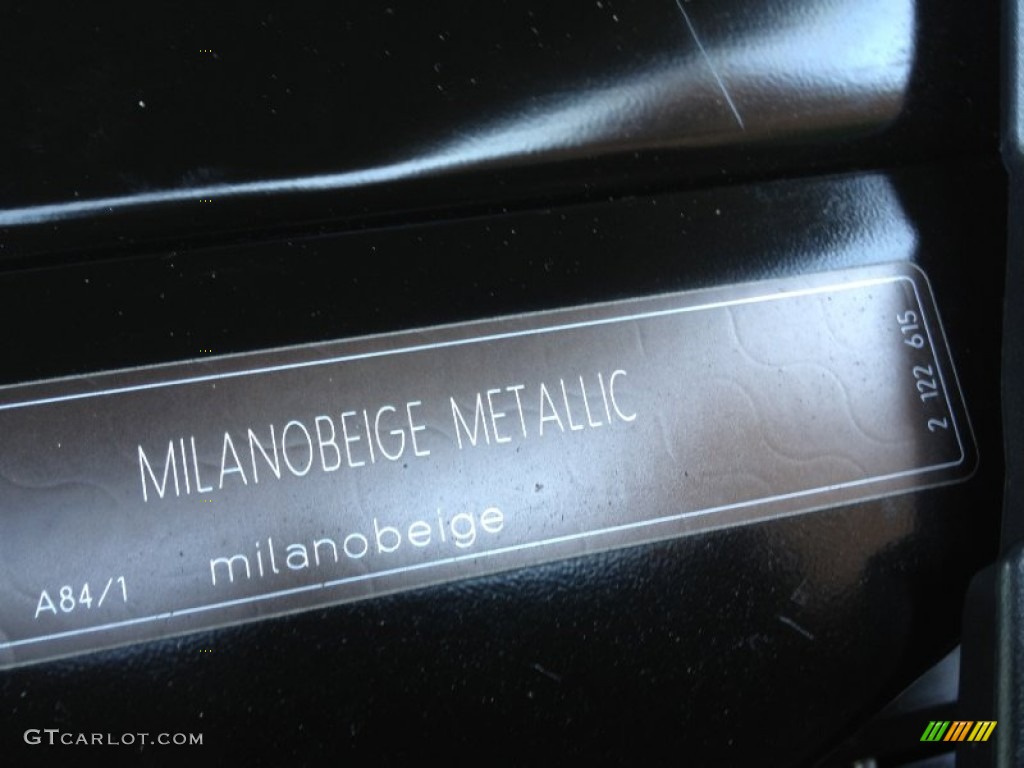 MILANOBEIGE METALLIC
2 122 615
A84/1 milanobeige
GTCARLOT.COM